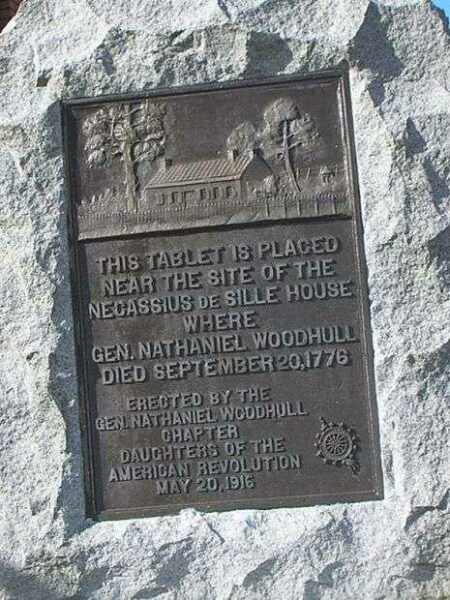 THIS TABLET IS PLACED
NEAR THE SITE OF THE
NECASSIUS DE SILLE HOUSE
WHERE
GEN. NATHANIEL WOODHULL
DIED SEPTEMBER 20, 1776
ERECTED BY THE
GEN. NATHANIEL WOODHULL
CHAPTER
DAUGHTERS OF THE
AMERICAN REVOLUTION
MAY 20, 1916